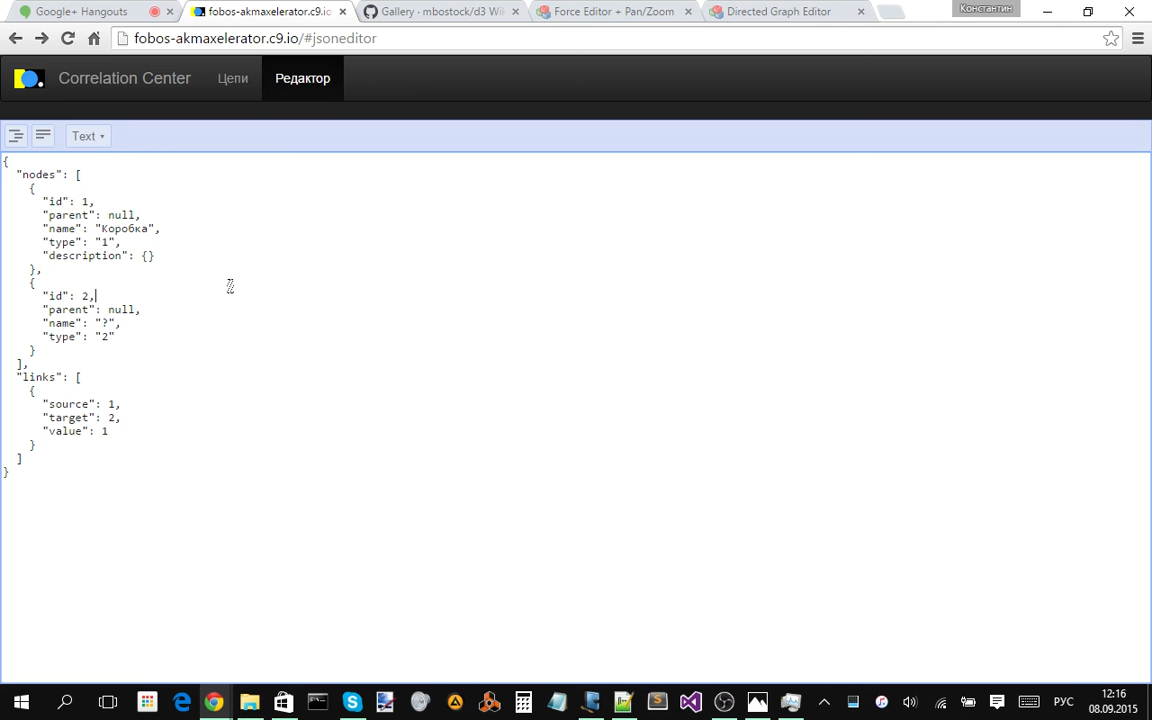 Google+ Hangouts
fobos-akmaxelerator.c9.io
Gallery · mbostock/d3 Wi
Force Editor + Pan/Zoom
Directed Graph Editor
Константин
fobos-akmaxelerator.c9.io/#jsoneditor
Correlation Center
Цепи
Редактор
Text
{
"nodes": [
{
"id": 1,
"parent": null,
"name": "Коробка",
"type": "1",
"description": {}
},
{
"id": 2,
"parent": null,
"name": "?",
"type": "2"
}
],
"links": [
{
"source": 1,
"target": 2,
"value": 1
}
]
}
РУС
12:16
08.09.2015